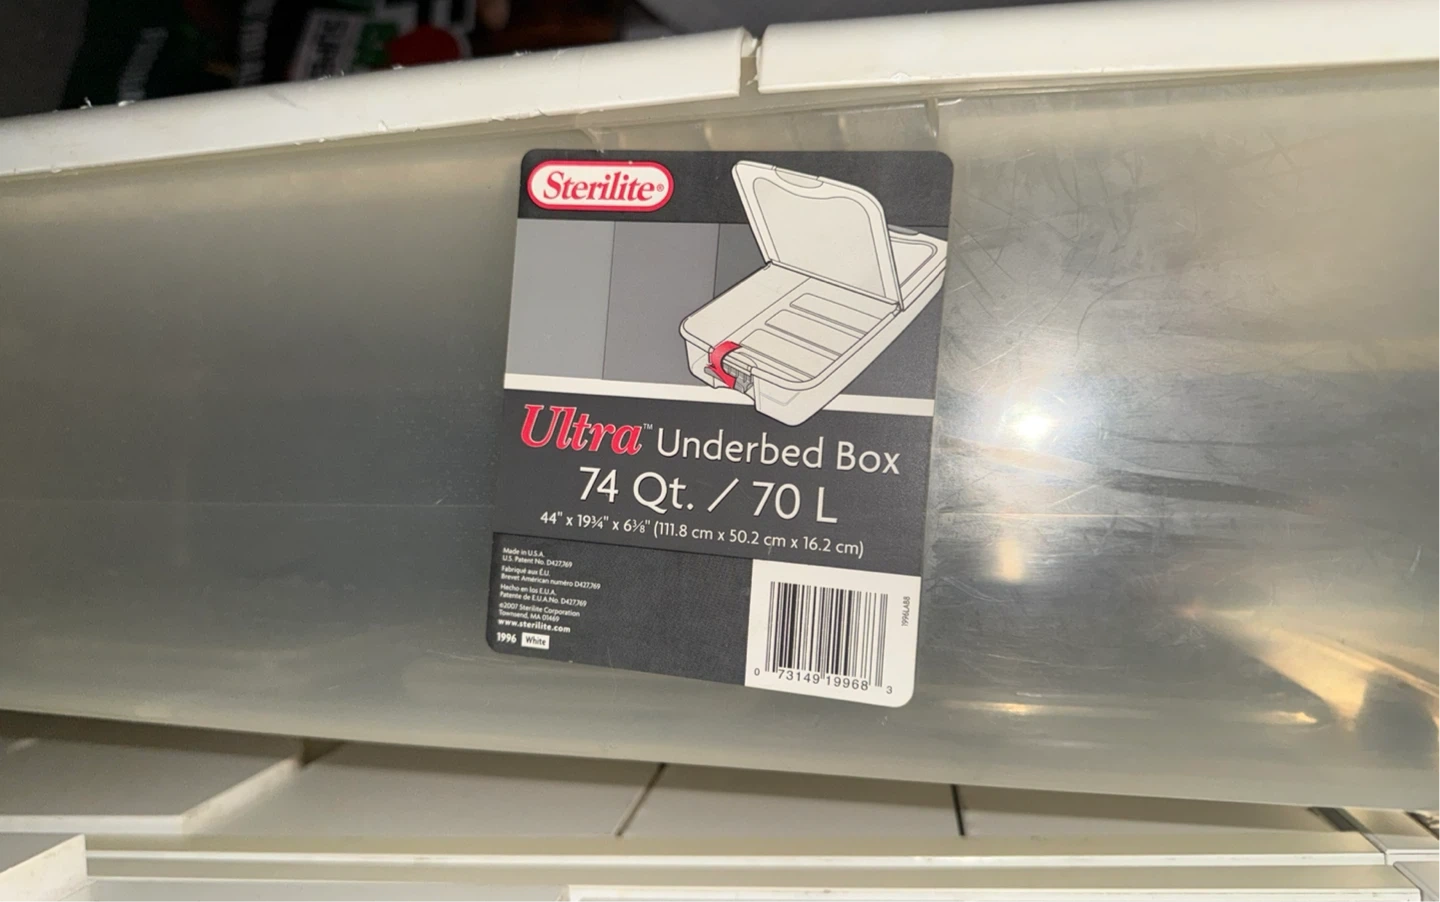 Sterilite®
Ultra™ Underbed Box
74 Qt. / 70 L
44" x 19¾" x 6⅜" (111.8 cm x 50.2 cm x 16.2 cm)
Made in U.S.A.
U.S. Patent No. D427,769
Fabriqué aux É.U.
Brevet Américan numéro D427,769
Hecho en los E.U.A.
Patente de E.U.A.No. D427,769
©2007 Sterilite Corporation
Townsend, MA 01469
www.sterilite.com
1996 White
1996LAB8
0 73149 19968 3